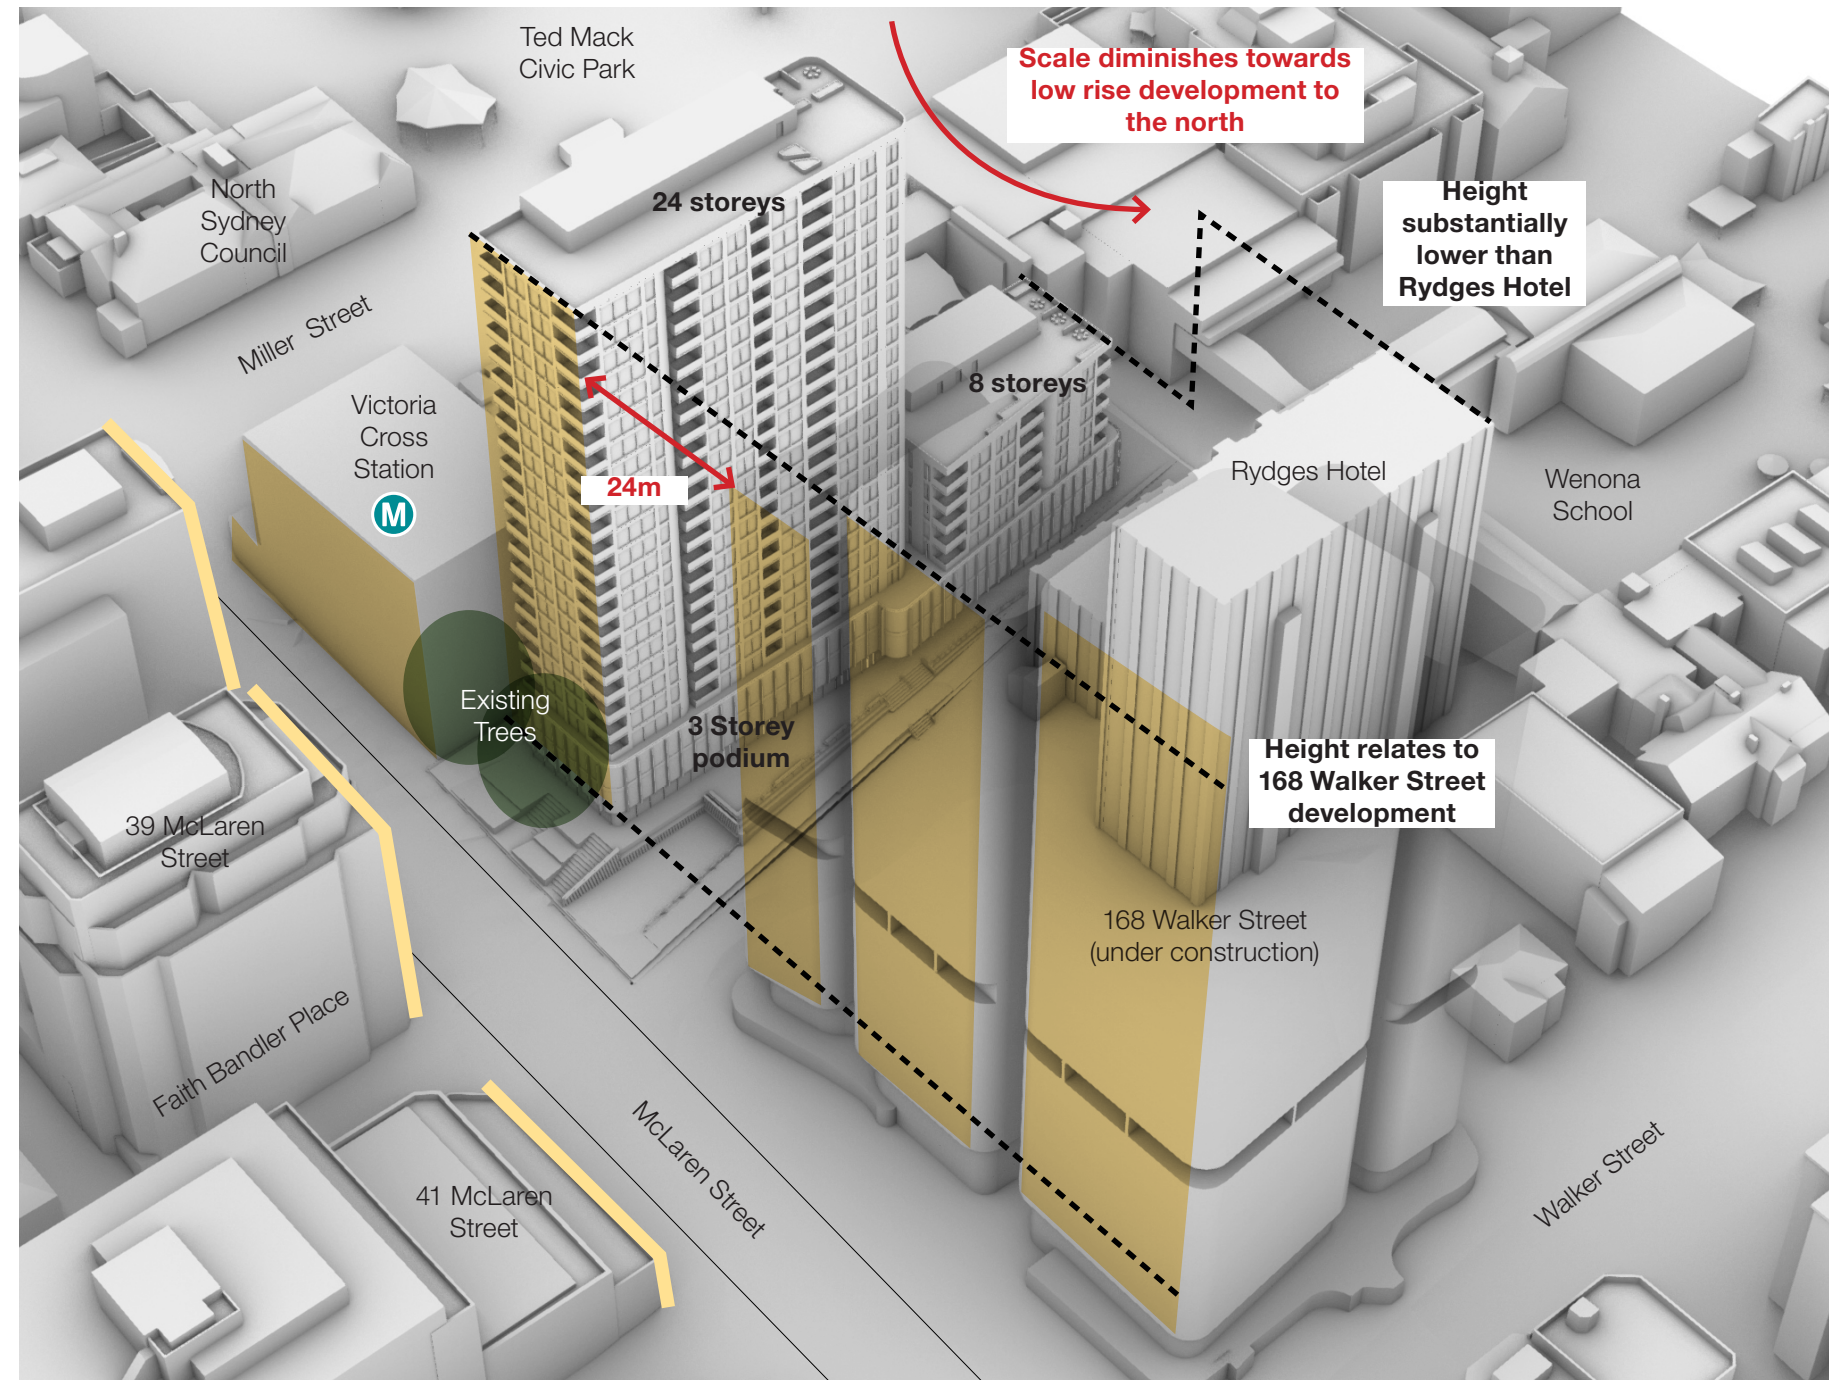 Ted Mack
Civic Park
Scale diminishes towards
low rise development to
the north
North
Sydney
Council
24 storeys
Height
substantially
lower than
Rydges Hotel
Miller Street
Victoria
Cross
Station
M
8 storeys
24m
Rydges Hotel
Wenona
School
Existing
Trees
3 Storey
podium
Height relates to
168 Walker Street
development
39 McLaren
Street
168 Walker Street
(under construction)
Faith Bandler Place
McLaren Street
41 McLaren
Street
Walker Street